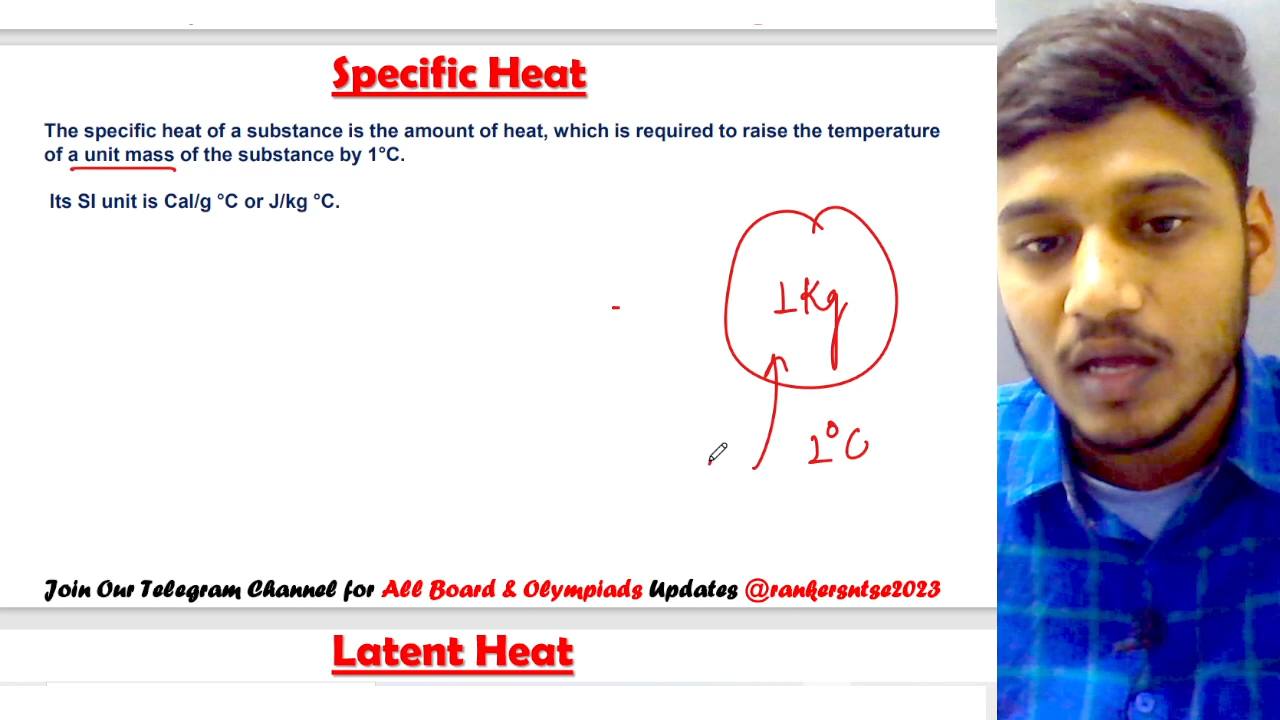 Specific Heat
The specific heat of a substance is the amount of heat, which is required to raise the temperature
of a unit mass of the substance by 1°C.
Its SI unit is Cal/g °C or J/kg °C.
1Kg
1°C
Join Our Telegram Channel for All Board & Olympiads Updates @rankersntse2023
Latent Heat